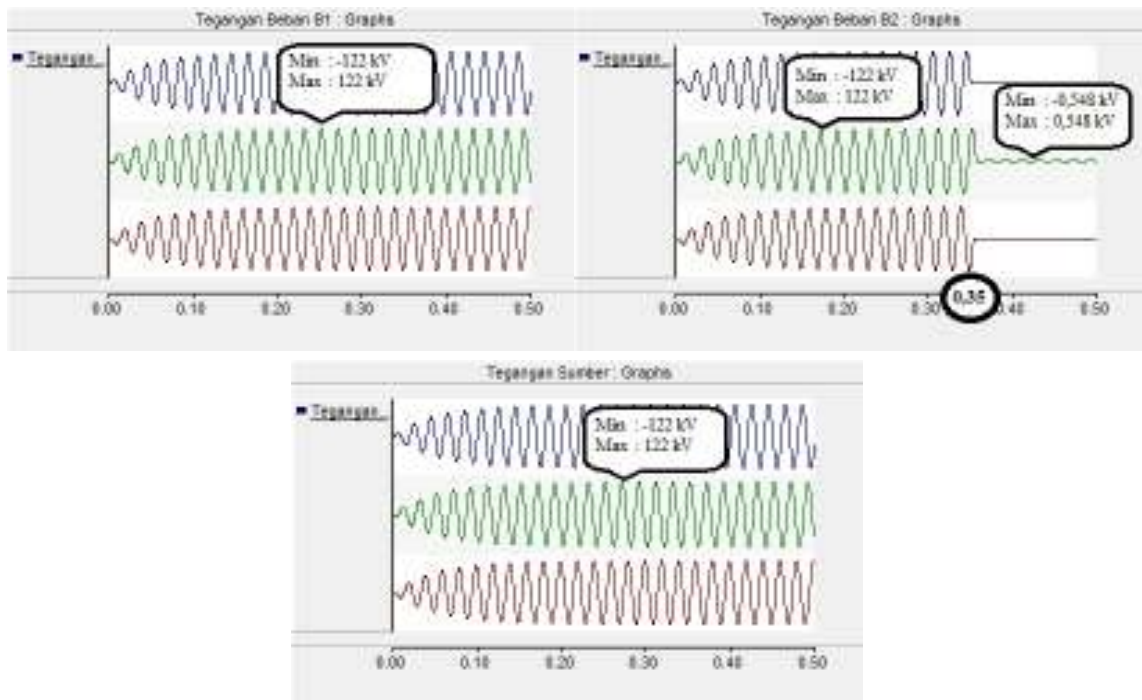 Tegangan Beban B1 : Graphs
Tegangan...
Min : -122 kV
Max : 122 kV
0.00 0.10 0.20 0.30 0.40 0.50
Tegangan Beban B2 : Graphs
Tegangan...
Min : -122 kV
Max : 122 kV
Min : -0,548 kV
Max : 0,548 kV
0.00 0.10 0.20 0.30 0,35 0.40 0.50
Tegangan Sumber : Graphs
Tegangan...
Min : -122 kV
Max : 122 kV
0.00 0.10 0.20 0.30 0.40 0.50